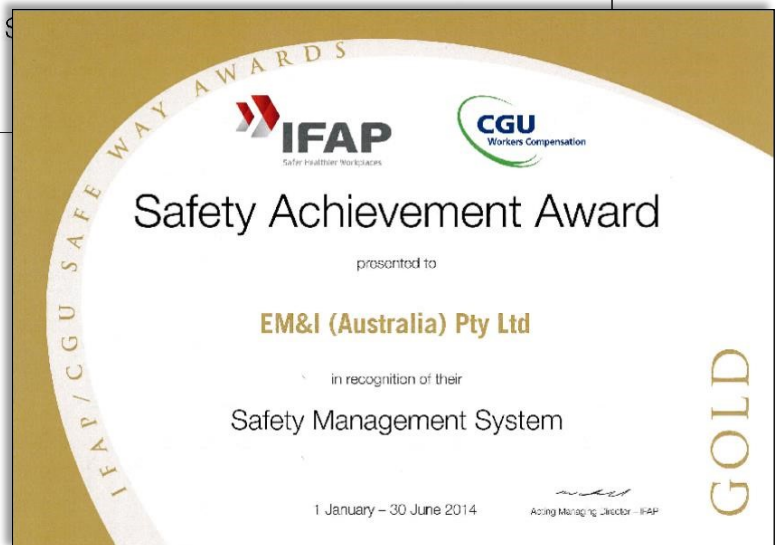 S
IFAP/CGU SAFE WAY AWARDS
IFAP
Safer Healthier Workplaces
CGU
Workers Compensation
Safety Achievement Award
presented to
EM&I (Australia) Pty Ltd
in recognition of their
Safety Management System
1 January – 30 June 2014
Acting Managing Director – IFAP
GOLD